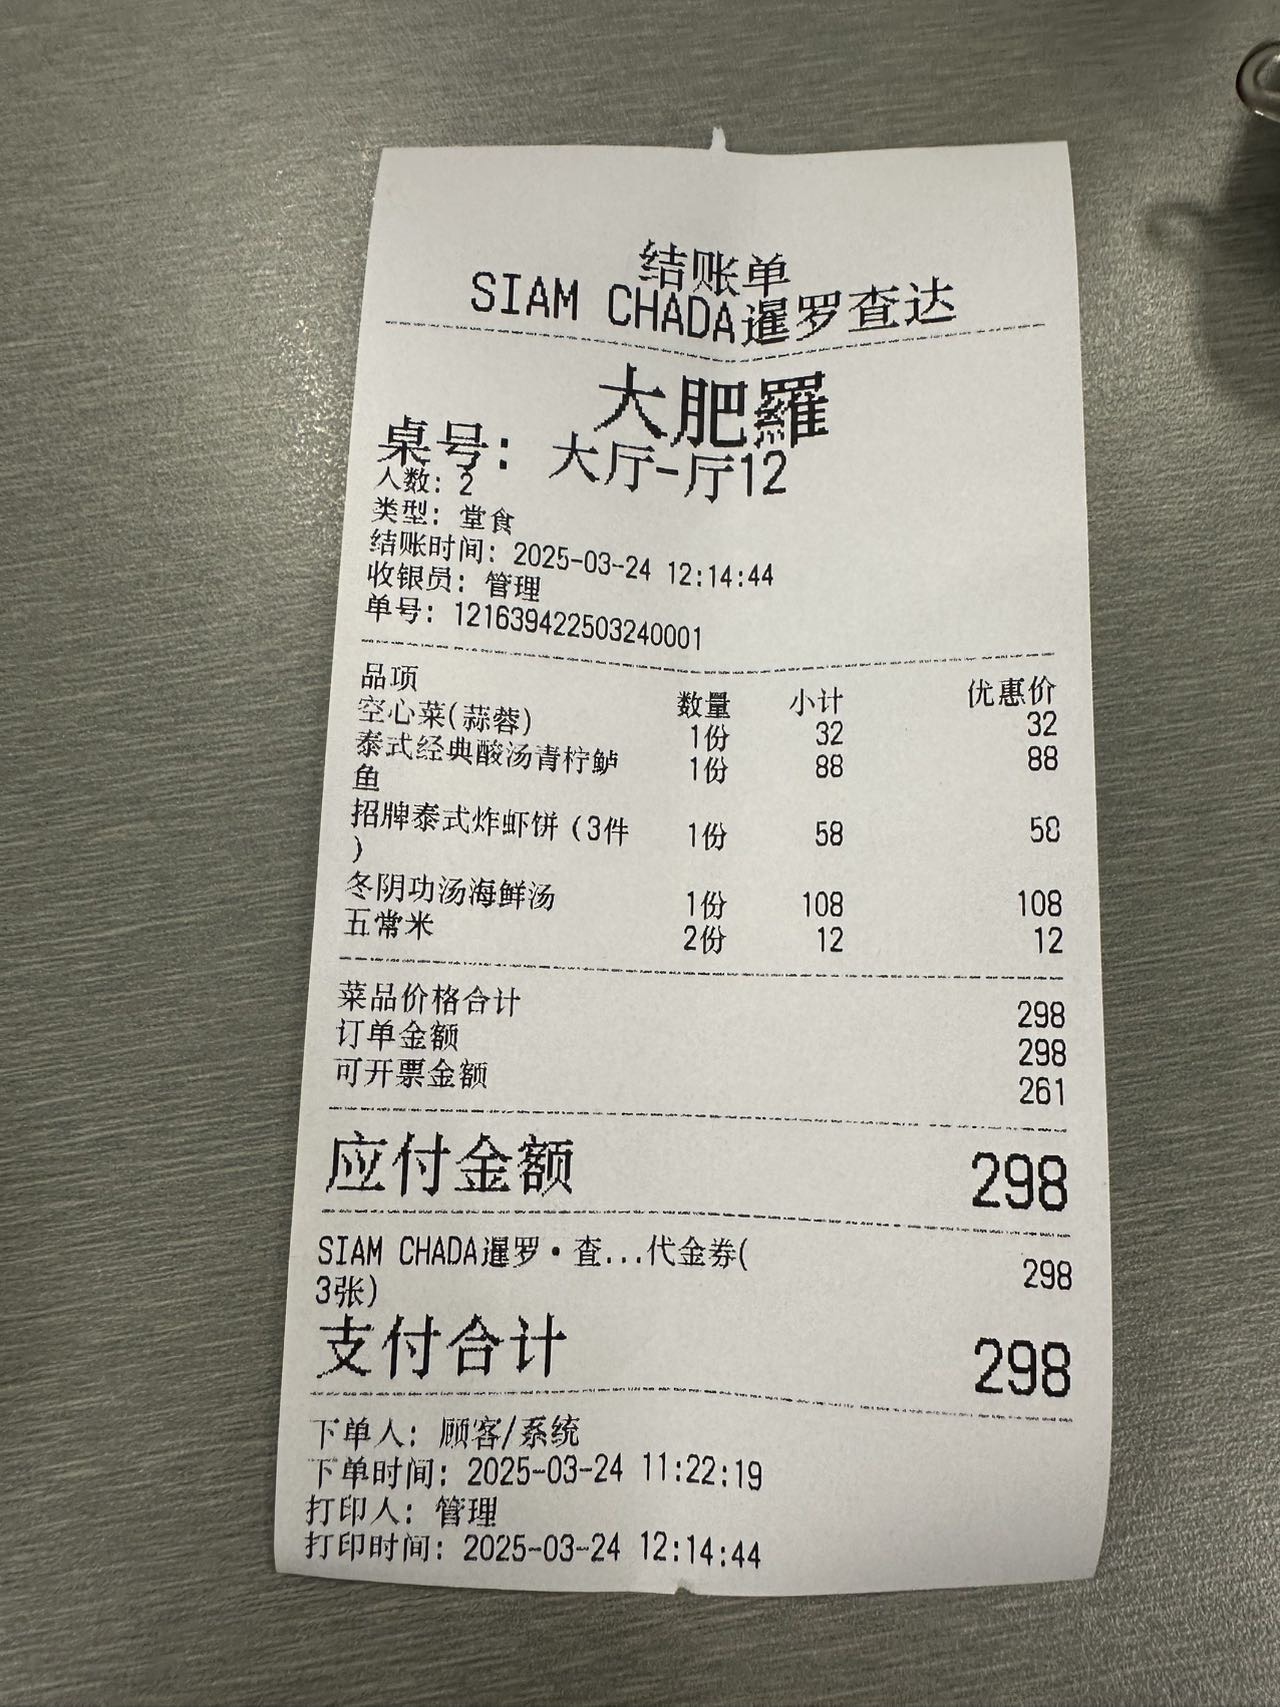 结账单
SIAM CHADA暹罗查达
大肥羅
桌号: 大厅-厅12
人数: 2
类型: 堂食
结账时间: 2025-03-24 12:14:44
收银员: 管理
单号: 121639422503240001
品项 数量 小计 优惠价
空心菜(蒜蓉) 1份 32 32
泰式经典酸汤青柠鲈 1份 88 88
鱼
招牌泰式炸虾饼(3件 1份 58 58
)
冬阴功汤海鲜汤 1份 108 108
五常米 2份 12 12
菜品价格合计 298
订单金额 298
可开票金额 261
应付金额 298
SIAM CHADA暹罗·查...代金券( 298
3张)
支付合计 298
下单人: 顾客/系统
下单时间: 2025-03-24 11:22:19
打印人: 管理
打印时间: 2025-03-24 12:14:44